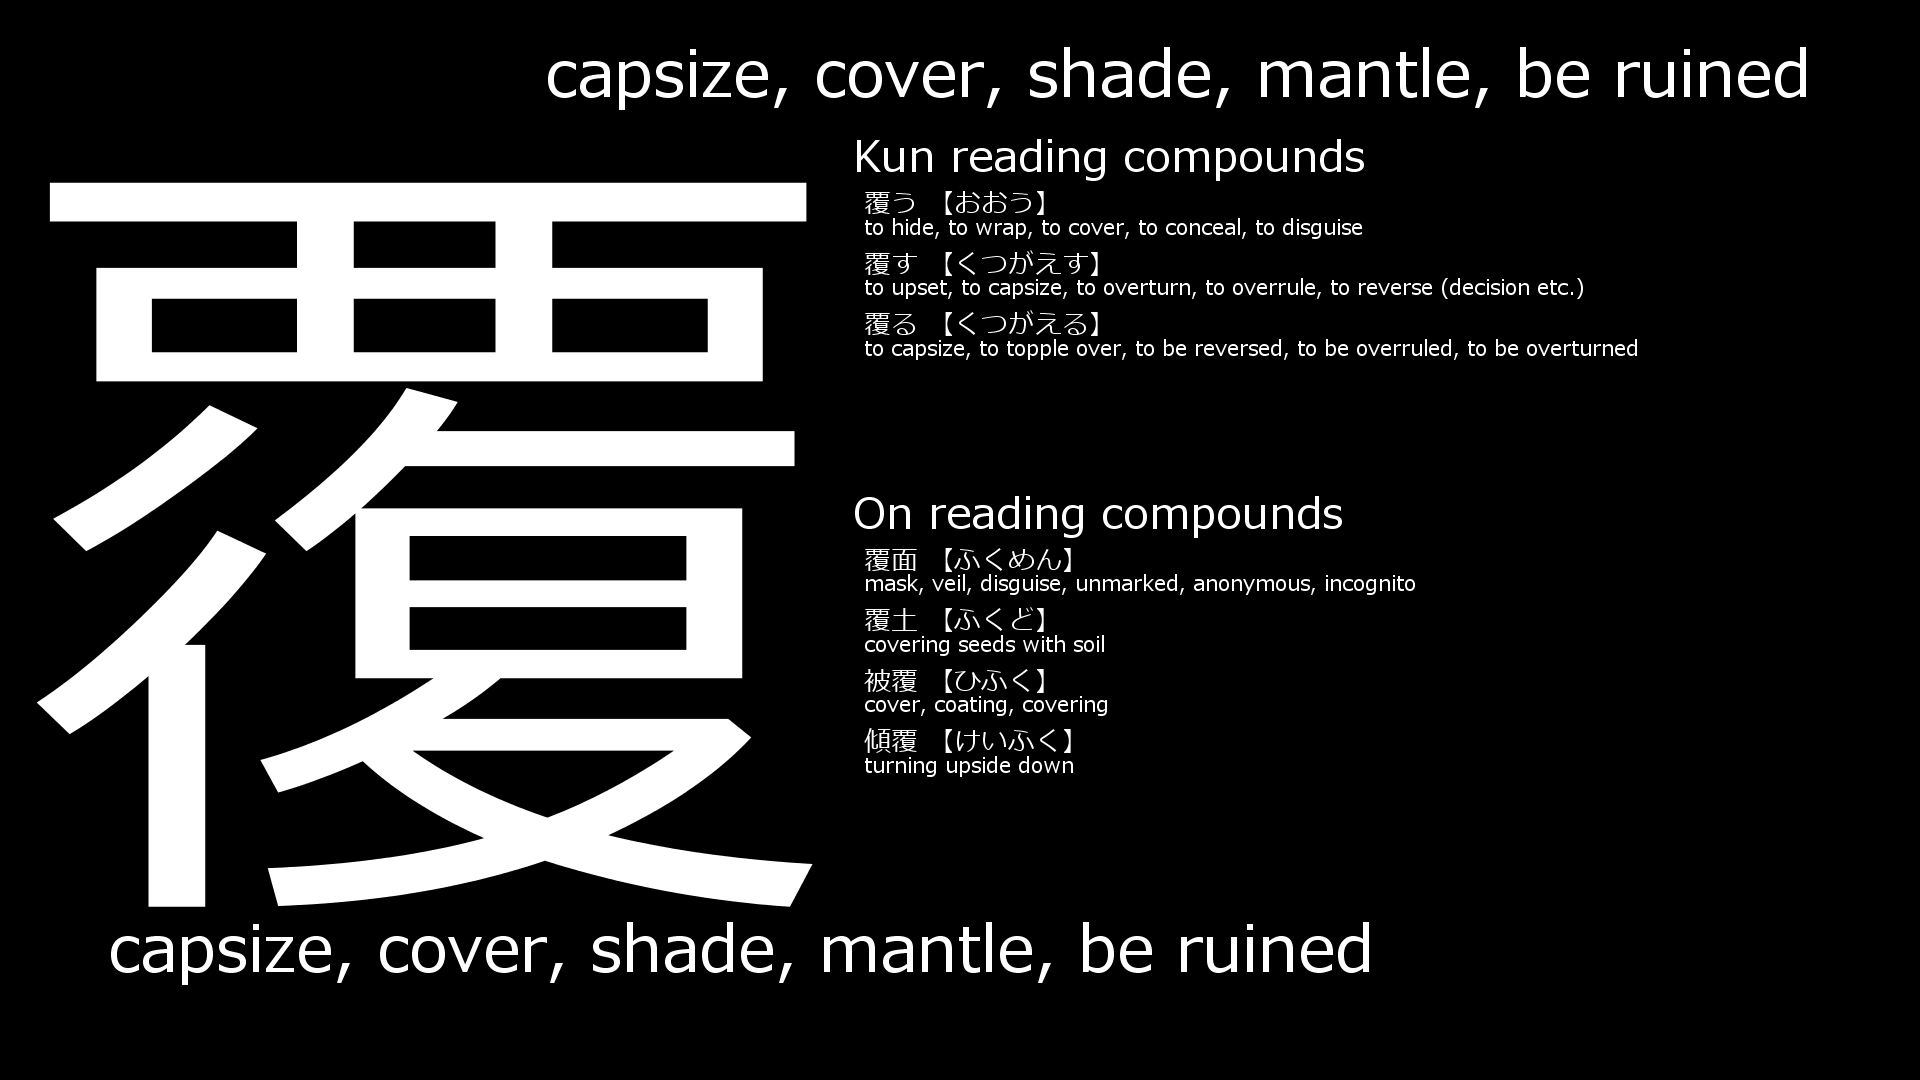 capsize, cover, shade, mantle, be ruined
覆
Kun reading compounds
覆う 【おおう】
to hide, to wrap, to cover, to conceal, to disguise
覆す 【くつがえす】
to upset, to capsize, to overturn, to overrule, to reverse (decision etc.)
覆る 【くつがえる】
to capsize, to topple over, to be reversed, to be overruled, to be overturned
On reading compounds
覆面 【ふくめん】
mask, veil, disguise, unmarked, anonymous, incognito
覆土 【ふくど】
covering seeds with soil
被覆 【ひふく】
cover, coating, covering
傾覆 【けいふく】
turning upside down
capsize, cover, shade, mantle, be ruined